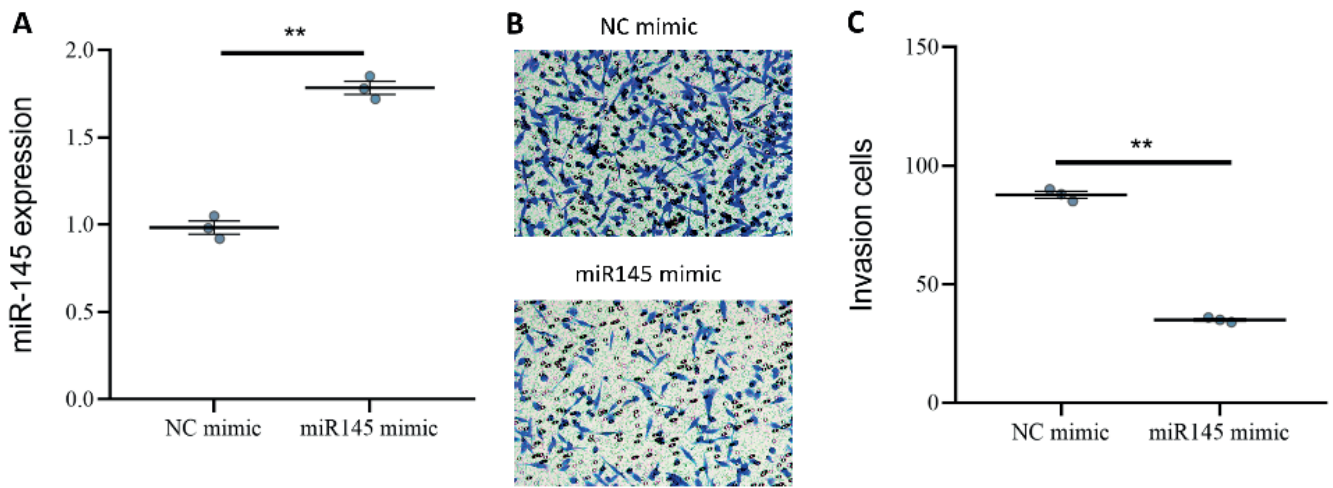 A
miR-145 expression
2.0
1.5
1.0
0.5
0.0
**
NC mimic
miR145 mimic
B
NC mimic
miR145 mimic
C
Invasion cells
150
100
50
0
**
NC mimic
miR145 mimic